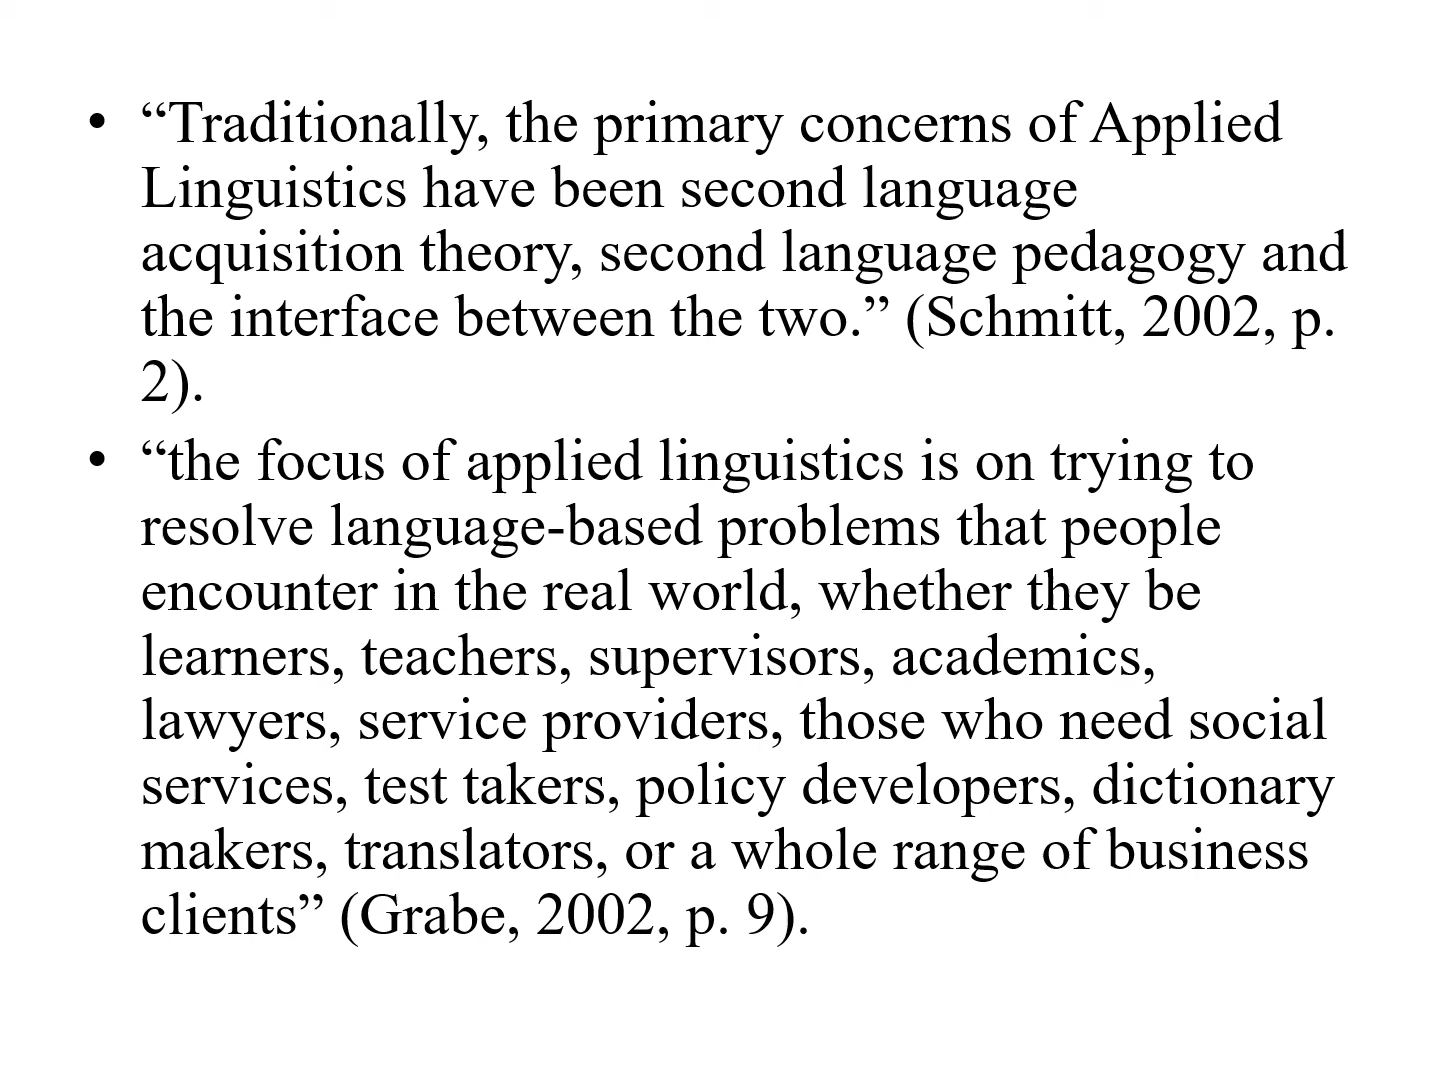 • “Traditionally, the primary concerns of Applied
Linguistics have been second language
acquisition theory, second language pedagogy and
the interface between the two.” (Schmitt, 2002, p.
2).
• “the focus of applied linguistics is on trying to
resolve language-based problems that people
encounter in the real world, whether they be
learners, teachers, supervisors, academics,
lawyers, service providers, those who need social
services, test takers, policy developers, dictionary
makers, translators, or a whole range of business
clients” (Grabe, 2002, p. 9).